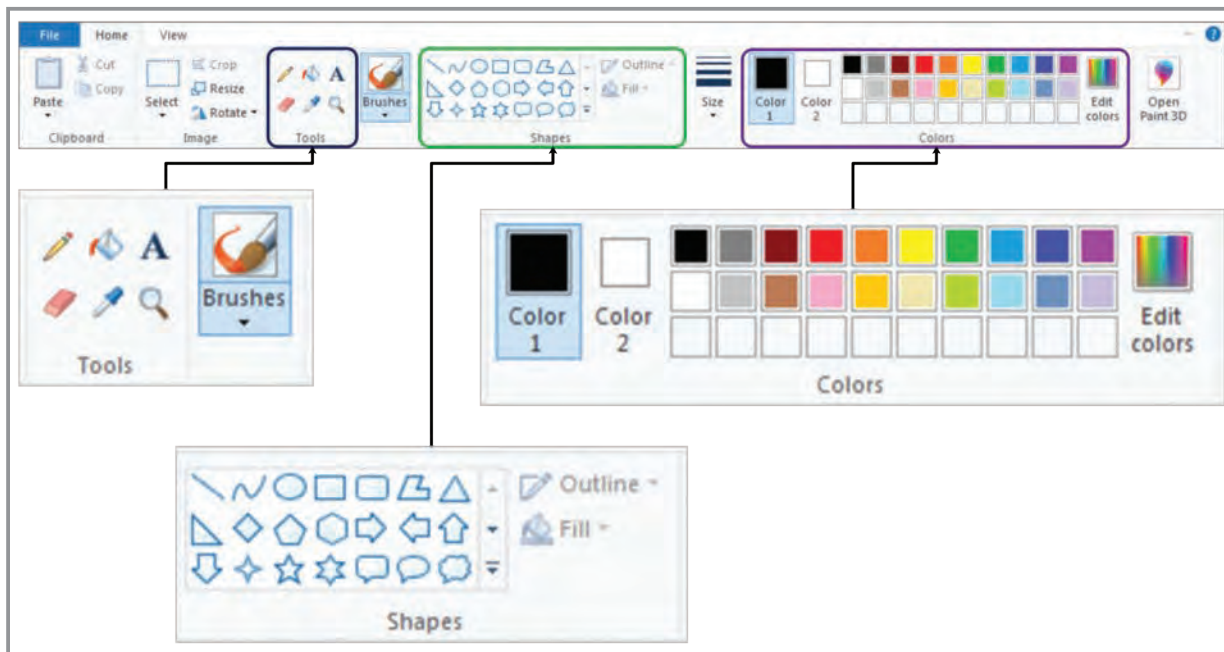 File Home View
Cut Crop A Outline
Copy Resize Fill
Paste Select Rotate Brushes Size Color 1 Color 2 Edit colors Open Paint 3D
Clipboard Image Tools Shapes Colors
A
Brushes
Tools
Color 1
Color 2
Edit colors
Colors
Outline
Fill
Shapes